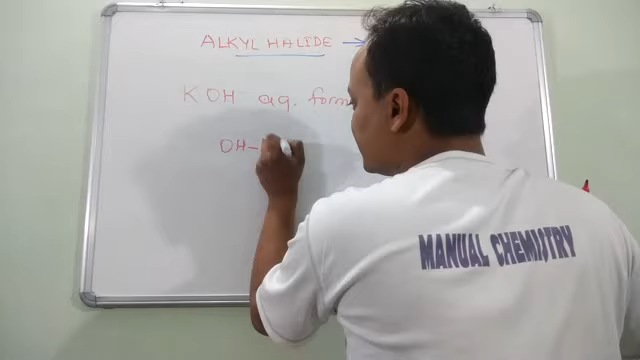 ALKYL HALIDE →
KOH aq. form
OH-
MANUAL CHEMISTRY